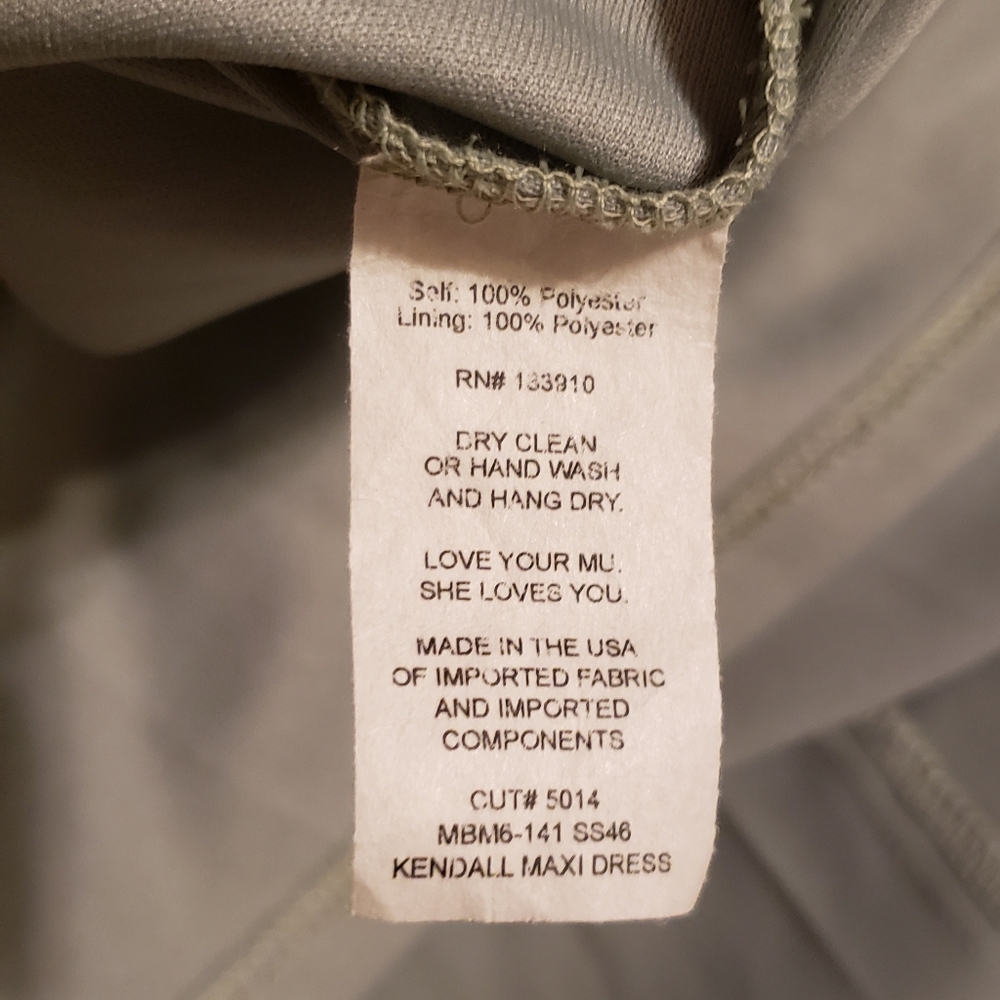 Self: 100% Polyester
Lining: 100% Polyester
RN# 133910
DRY CLEAN
OR HAND WASH
AND HANG DRY.
LOVE YOUR MU.
SHE LOVES YOU.
MADE IN THE USA
OF IMPORTED FABRIC
AND IMPORTED
COMPONENTS
CUT# 5014
MBM6-141 SS46
KENDALL MAXI DRESS